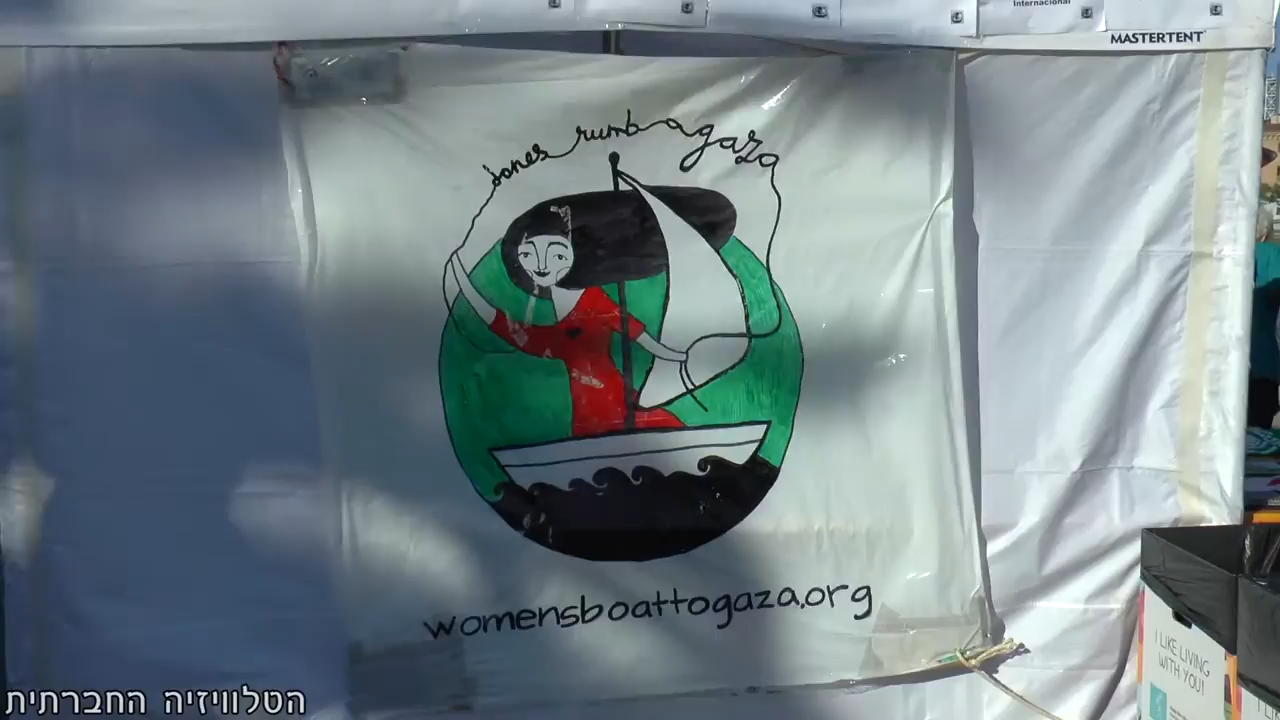 Internacional
MASTERTENT
dones rumb a gaza
womensboattogaza.org
I LIKE LIVING
WITH YOU!
הטלוויזיה החברתית